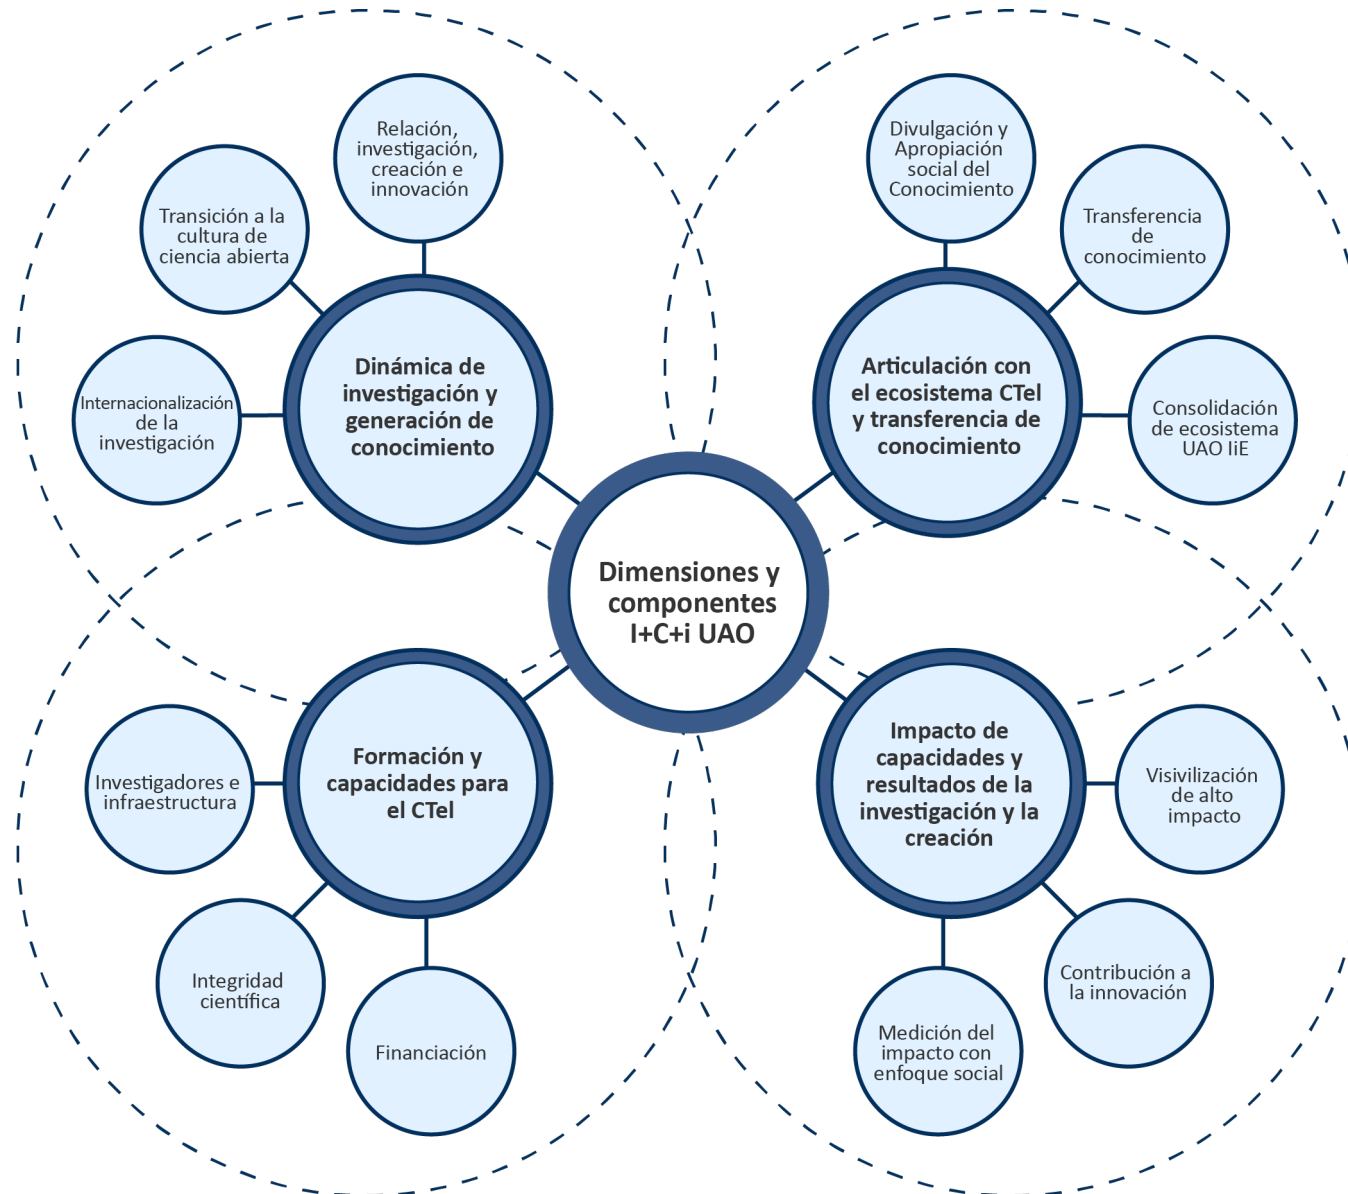 Relación,
investigación,
creación e
innovación
Transición a la
cultura de
ciencia abierta
Internacionalización
de la
investigación
Dinámica de
investigación y
generación de
conocimiento
Divulgación y
Apropiación
social del
Conocimiento
Transferencia
de
conocimiento
Consolidación
de ecosistema
UAO IiE
Articulación con
el ecosistema CTeI
y transferencia de
conocimiento
Dimensiones y
componentes
I+C+i UAO
Formación y
capacidades para
el CTeI
Investigadores e
infraestructura
Integridad
científica
Financiación
Impacto de
capacidades y
resultados de la
investigación y la
creación
Visivilización
de alto
impacto
Contribución a
la innovación
Medición del
impacto con
enfoque social